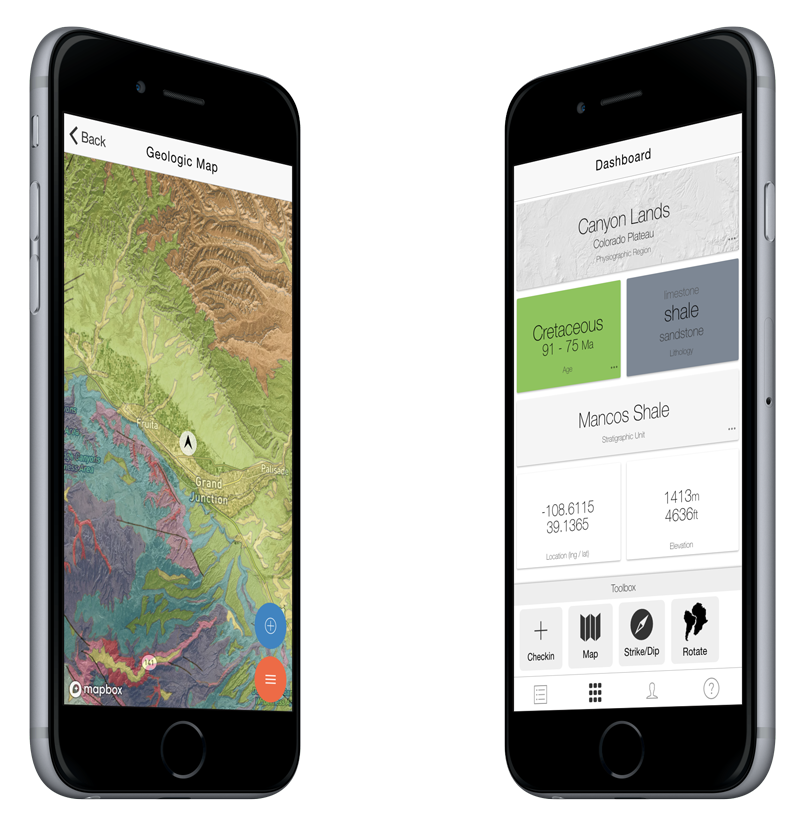 Back
Geologic Map
Fruita
Grand
Junction
Palisad
141
mapbox
Dashboard
Canyon Lands
Colorado Plateau
Physiographic Region
Cretaceous
91 - 75 Ma
Age
limestone
shale
sandstone
Lithology
Mancos Shale
Stratigraphic Unit
-108.6115
39.1365
Location (lng / lat)
1413m
4636ft
Elevation
Toolbox
Checkin
Map
Strike/Dip
Rotate
?